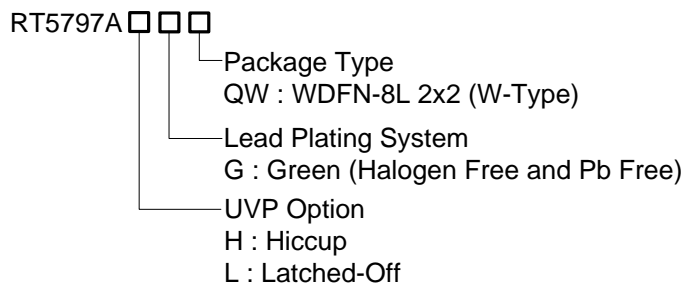 RT5797A
Package Type
QW : WDFN-8L 2x2 (W-Type)
Lead Plating System
G : Green (Halogen Free and Pb Free)
UVP Option
H : Hiccup
L : Latched-Off